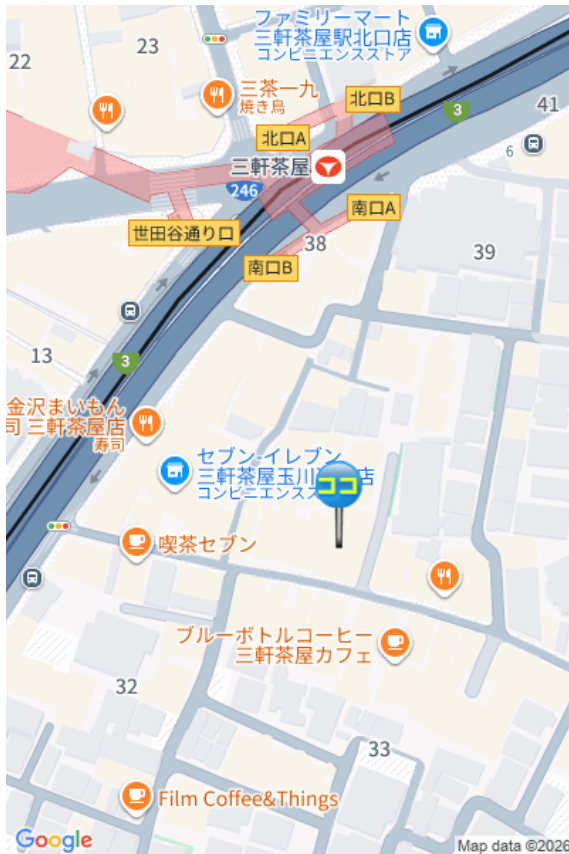 ファミリーマート
三軒茶屋駅北口店
コンビニエンスストア
23
22
三茶一九
焼き鳥
北口B
3
41
北口A
6
三軒茶屋
246
南口A
世田谷通り口
38
39
南口B
13
3
金沢まいもん
司 三軒茶屋店
寿司
セブン-イレブン
三軒茶屋玉川
店
コンビニエンスス
ココ
喫茶セブン
ブルーボトルコーヒー
三軒茶屋カフェ
32
33
Film Coffee&Things
Google
Map data ©2026